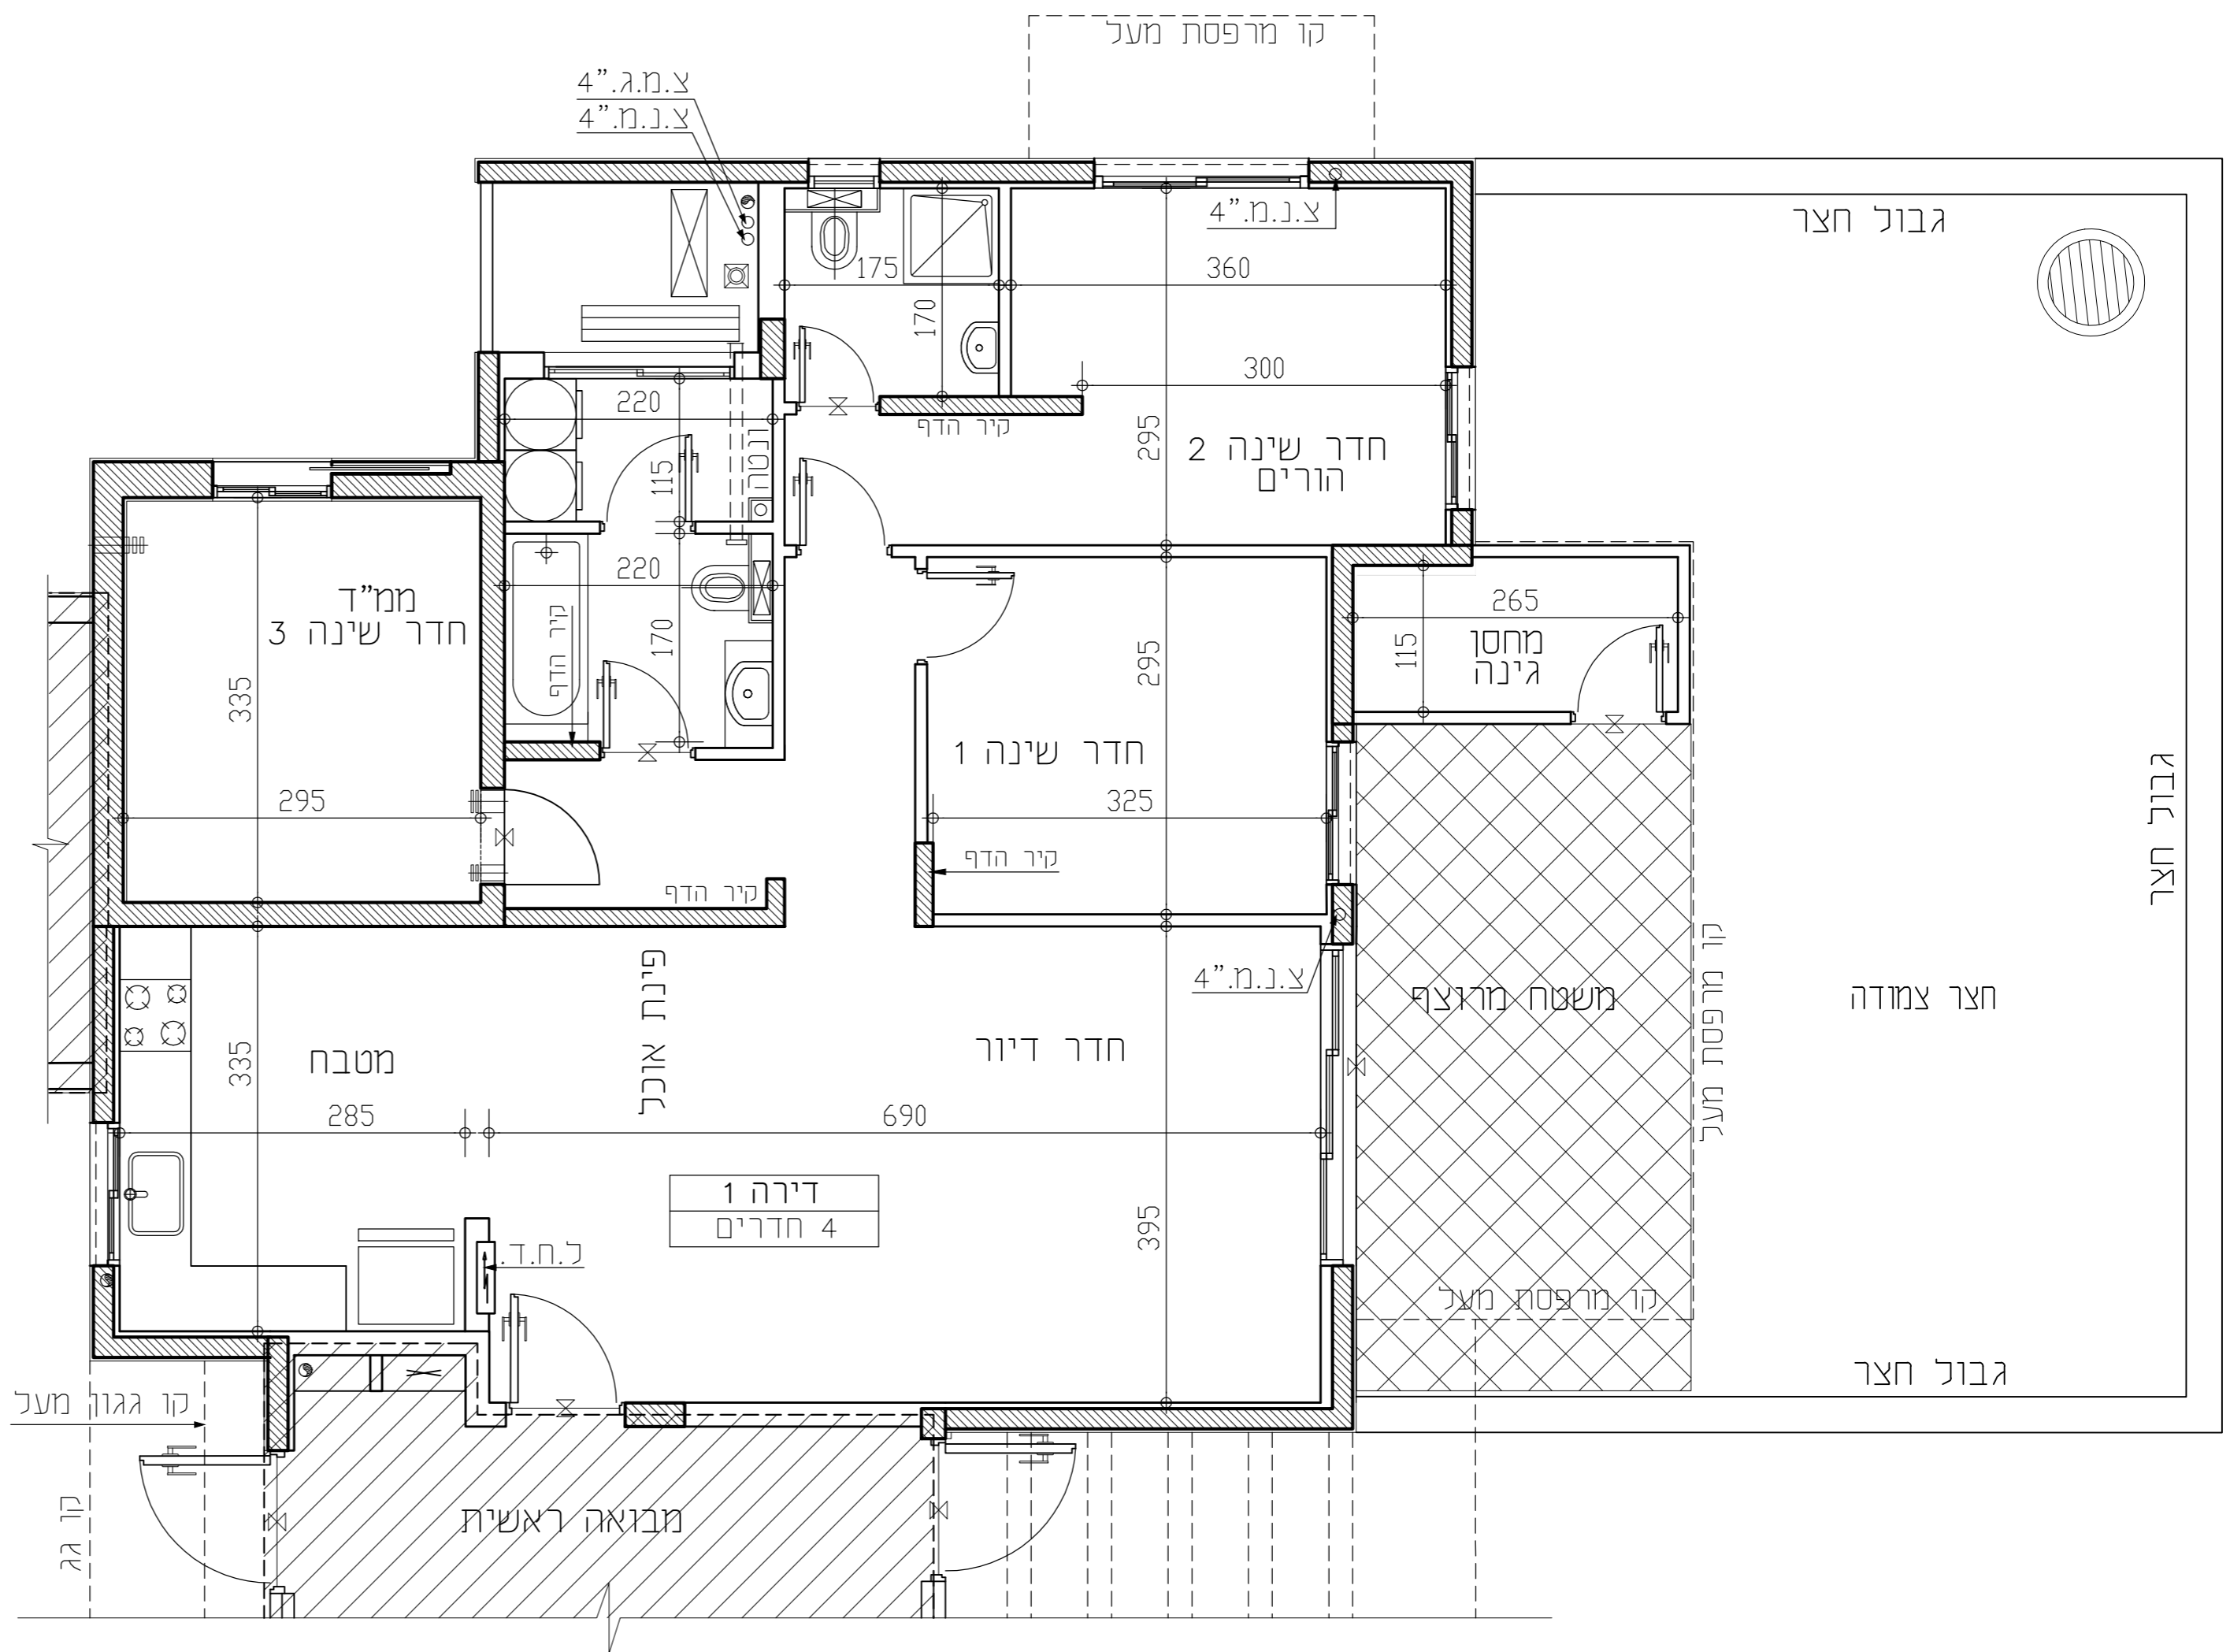 קו מרפסת מעל
צ.מ.ג."4
צ.נ.מ."4
צ.נ.מ."4
גבול חצר
175
360
170
300
220
קיר הדף
ונטה
115
295
חדר שינה 2
הורים
220
קיר הדף
170
ממ"ד
חדר שינה 3
335
295
295
265
מחסן
גינה
115
חדר שינה 1
325
גבול חצר
קיר הדף
קיר הדף
צ.נ.מ."4
פינת אוכל
חדר דיור
משטח מרוצף
קו מרפסת מעל
חצר צמודה
מטבח
335
285
690
דירה 1
4 חדרים
395
ל.ח.ד.
קו מרפסת מעל
גבול חצר
קו גגון מעל
קו גג
מבואה ראשית